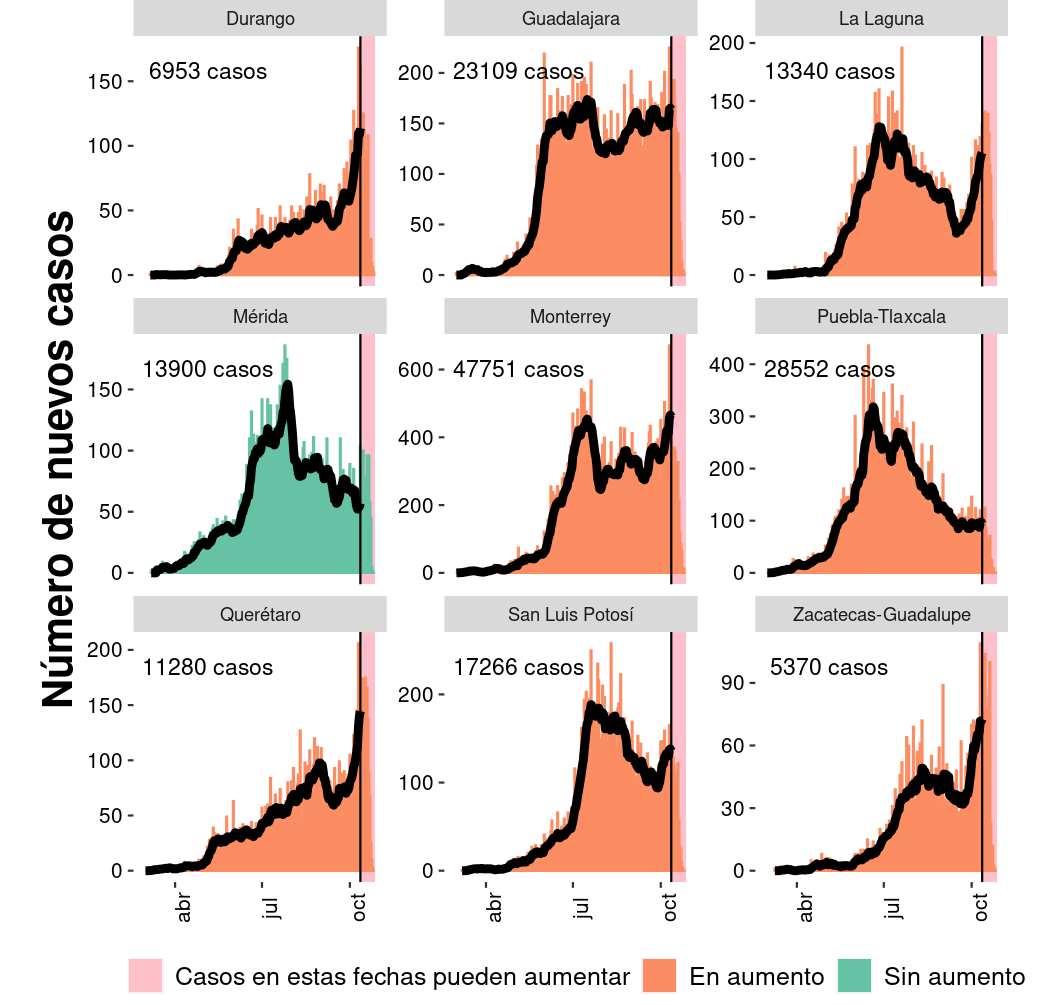 Número de nuevos casos
Durango
Guadalajara
La Laguna
6953 casos
23109 casos
13340 casos
150
100
50
0
200
150
100
50
0
200
150
100
50
0
Mérida
Monterrey
Puebla-Tlaxcala
13900 casos
47751 casos
28552 casos
150
100
50
0
600
400
200
0
400
300
200
100
0
Querétaro
San Luis Potosí
Zacatecas-Guadalupe
11280 casos
17266 casos
5370 casos
200
150
100
50
0
200
100
0
90
60
30
0
abr
jul
oct
abr
jul
oct
abr
jul
oct
Casos en estas fechas pueden aumentar
En aumento
Sin aumento